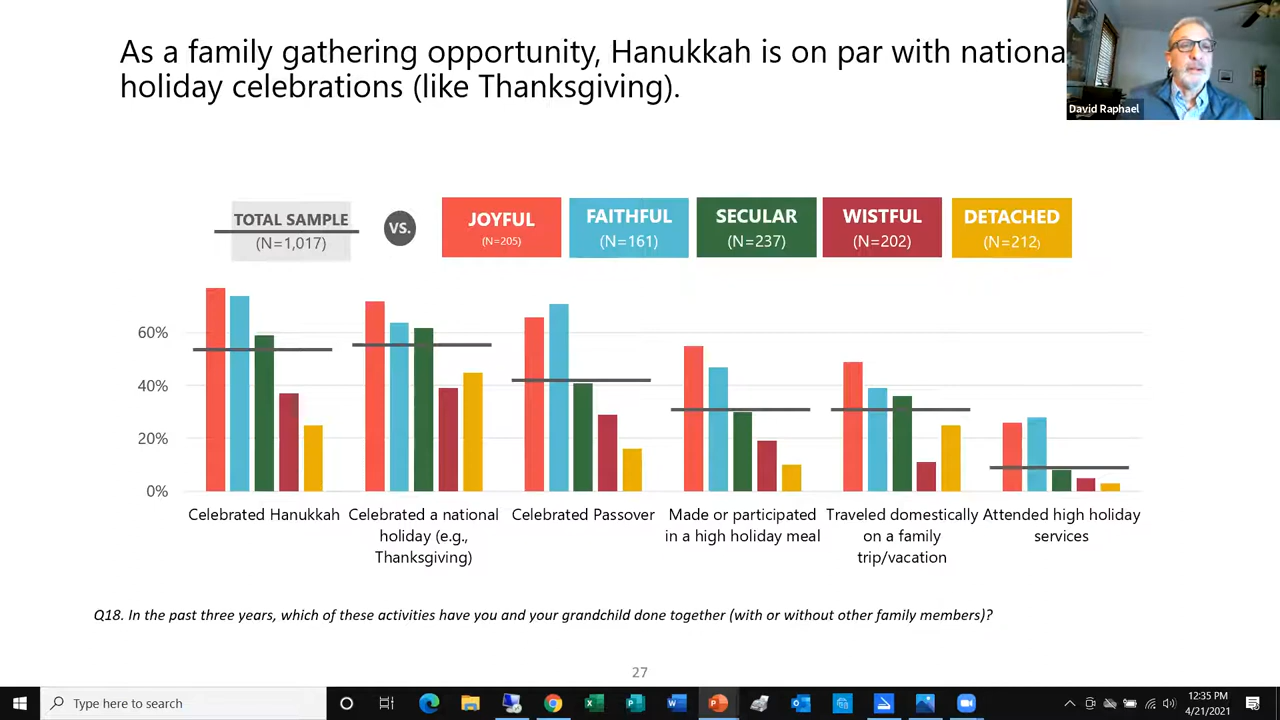 As a family gathering opportunity, Hanukkah is on par with nationa
holiday celebrations (like Thanksgiving).
David Raphael
TOTAL SAMPLE
(N=1,017)
VS.
JOYFUL
(N=205)
FAITHFUL
(N=161)
SECULAR
(N=237)
WISTFUL
(N=202)
DETACHED
(N=212)
60%
40%
20%
0%
Celebrated Hanukkah
Celebrated a national
holiday (e.g.,
Thanksgiving)
Celebrated Passover
Made or participated
in a high holiday meal
Traveled domestically
on a family
trip/vacation
Attended high holiday
services
Q18. In the past three years, which of these activities have you and your grandchild done together (with or without other family members)?
27
Type here to search
12:35 PM
4/21/2021